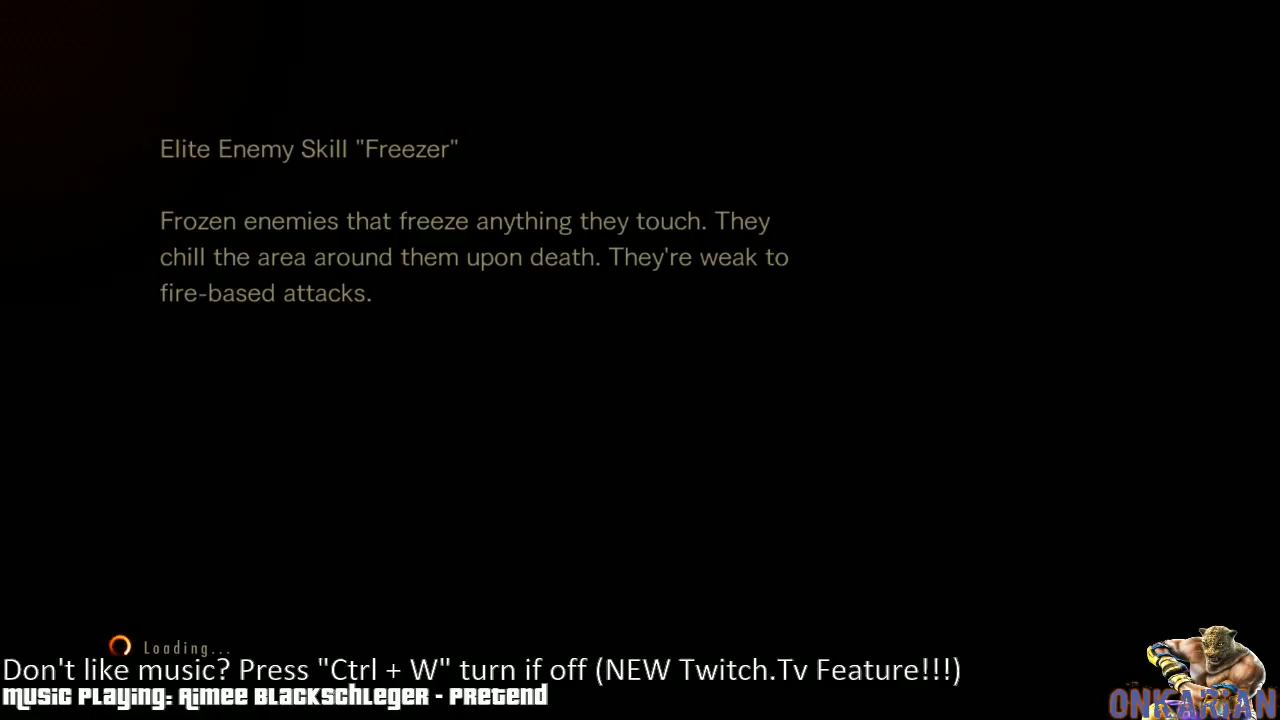 Elite Enemy Skill "Freezer"
Frozen enemies that freeze anything they touch. They
chill the area around them upon death. They're weak to
fire-based attacks.
Loading...
Don't like music? Press "Ctrl + W" turn if off (NEW Twitch.Tv Feature!!!)
Music Playing: Aimee Blackschleger - Pretend
ONKARIAN